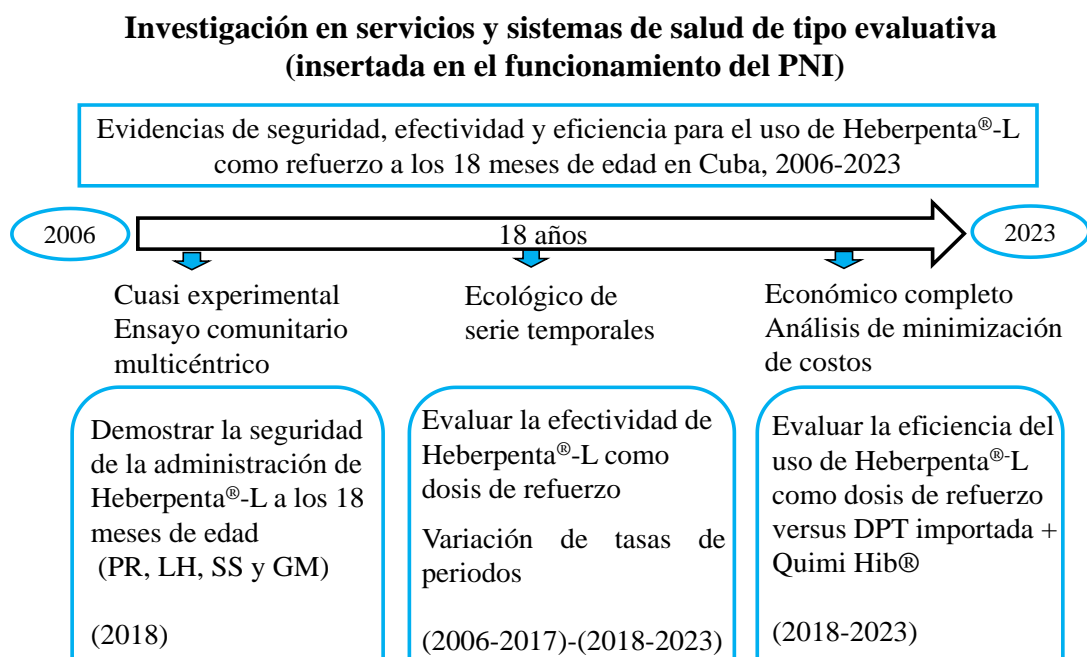 Investigación en servicios y sistemas de salud de tipo evaluativa
(insertada en el funcionamiento del PNI)
Evidencias de seguridad, efectividad y eficiencia para el uso de Heberpenta®-L
como refuerzo a los 18 meses de edad en Cuba, 2006-2023
2006
18 años
2023
Cuasi experimental
Ensayo comunitario
multicéntrico
Ecológico de
serie temporales
Económico completo
Análisis de minimización
de costos
Demostrar la seguridad
de la administración de
Heberpenta®-L a los 18
meses de edad
(PR, LH, SS y GM)
(2018)
Evaluar la efectividad de
Heberpenta®-L como
dosis de refuerzo
Variación de tasas de
periodos
(2006-2017)-(2018-2023)
Evaluar la eficiencia del
uso de Heberpenta®-L
como dosis de refuerzo
versus DPT importada +
Quimi Hib®
(2018-2023)